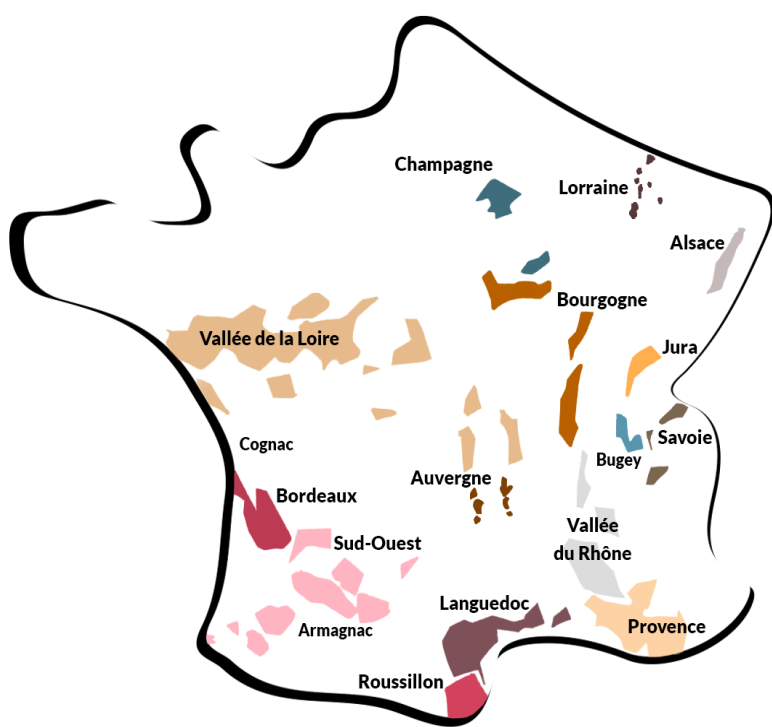 Champagne
Lorraine
Alsace
Bourgogne
Vallée de la Loire
Jura
Cognac
Savoie
Bugey
Auvergne
Bordeaux
Vallée
du Rhône
Sud-Ouest
Languedoc
Armagnac
Provence
Roussillon